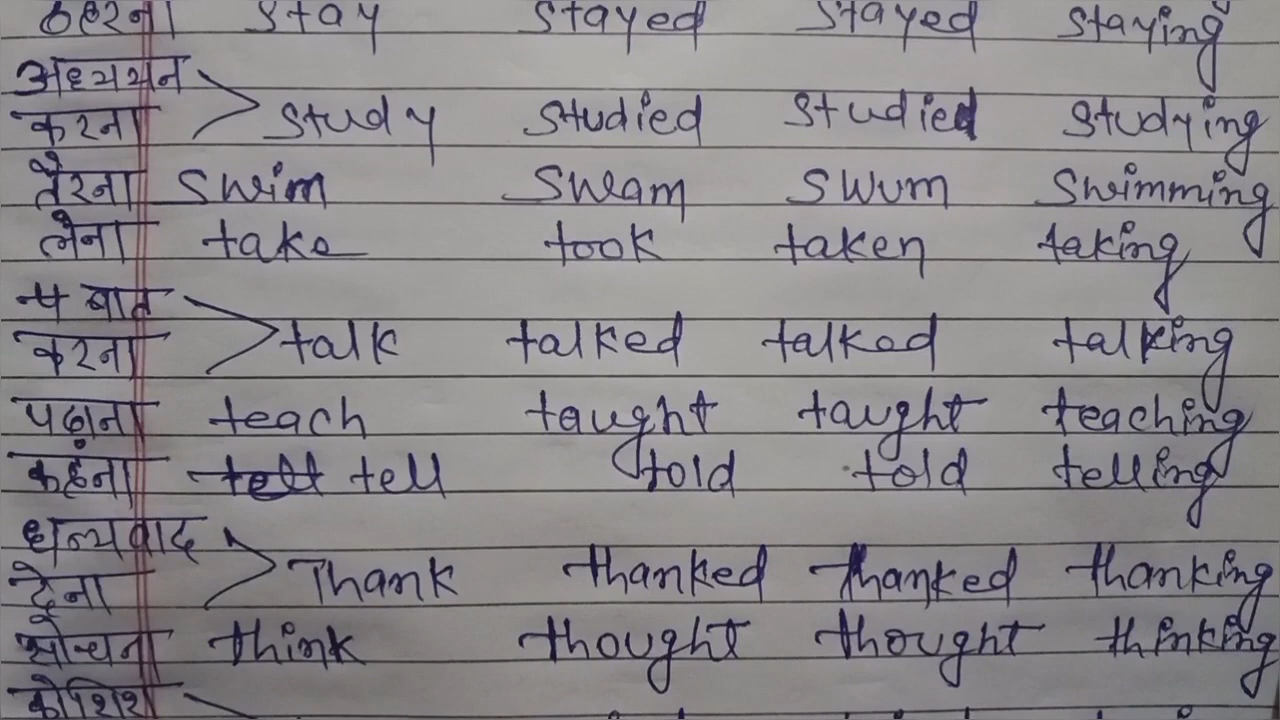 ठहरना stay stayed stayed staying
अध्ययन
करना study studied studied studying
तैरना swim swam swum swimming
लेना take took taken taking
बात
करना talk talked talked talking
पढाना teach taught taught teaching
कहंना tell tell told told telling
धन्यवाद
देना Thank thanked thanked thanking
सोचना think thought thought thinking
कोशिश